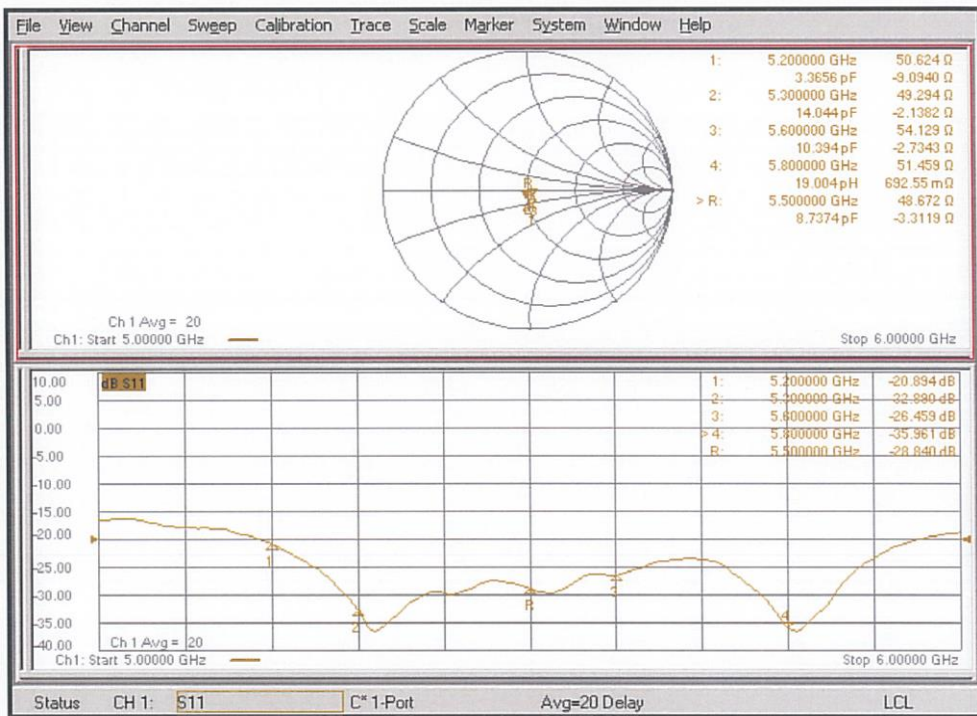 File View Channel Sweep Calibration Trace Scale Marker System Window Help
1: 5.200000 GHz 50.624 Ω
3.3656 pF -9.0940 Ω
2: 5.300000 GHz 49.294 Ω
14.044 pF -2.1382 Ω
3: 5.600000 GHz 54.129 Ω
10.394 pF -2.7343 Ω
4: 5.800000 GHz 51.459 Ω
19.004 pH 692.55 mΩ
> R: 5.500000 GHz 48.672 Ω
8.7374 pF -3.3119 Ω
R
Ch 1 Avg = 20
Ch1: Start 5.00000 GHz
Stop 6.00000 GHz
10.00
5.00
0.00
-5.00
-10.00
-15.00
-20.00
-25.00
-30.00
-35.00
-40.00
dB S11
1: 5.200000 GHz -20.894 dB
2: 5.300000 GHz -32.890 dB
3: 5.600000 GHz -26.459 dB
> 4: 5.800000 GHz -35.961 dB
R: 5.500000 GHz -28.840 dB
1
2
R
3
4
Ch 1 Avg = 20
Ch1: Start 5.00000 GHz
Stop 6.00000 GHz
Status CH 1: S11 C* 1-Port Avg=20 Delay LCL